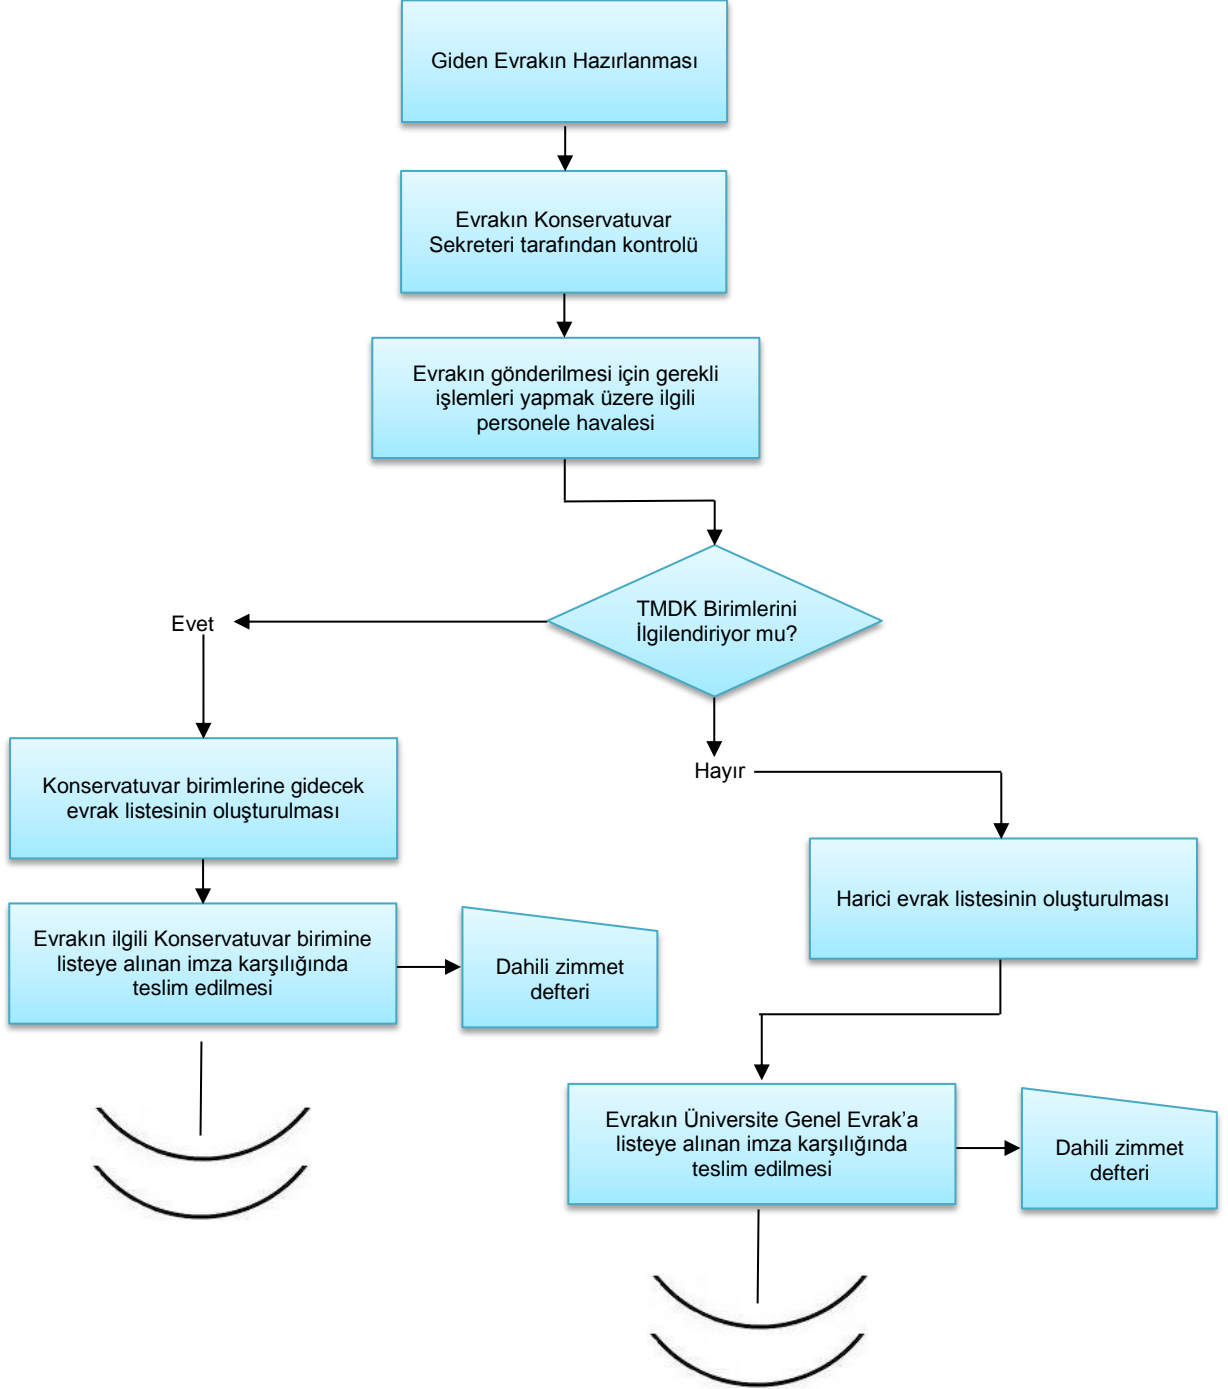 Giden Evrakın Hazırlanması
Evrakın Konservatuvar
Sekreteri tarafından kontrolü
Evrakın gönderilmesi için gerekli
işlemleri yapmak üzere ilgili
personele havalesi
TMDK Birimlerini
İlgilendiriyor mu?
Evet
Hayır
Konservatuvar birimlerine gidecek
evrak listesinin oluşturulması
Evrakın ilgili Konservatuvar birimine
listeye alınan imza karşılığında
teslim edilmesi
Dahili zimmet
defteri
Harici evrak listesinin oluşturulması
Evrakın Üniversite Genel Evrak’a
listeye alınan imza karşılığında
teslim edilmesi
Dahili zimmet
defteri